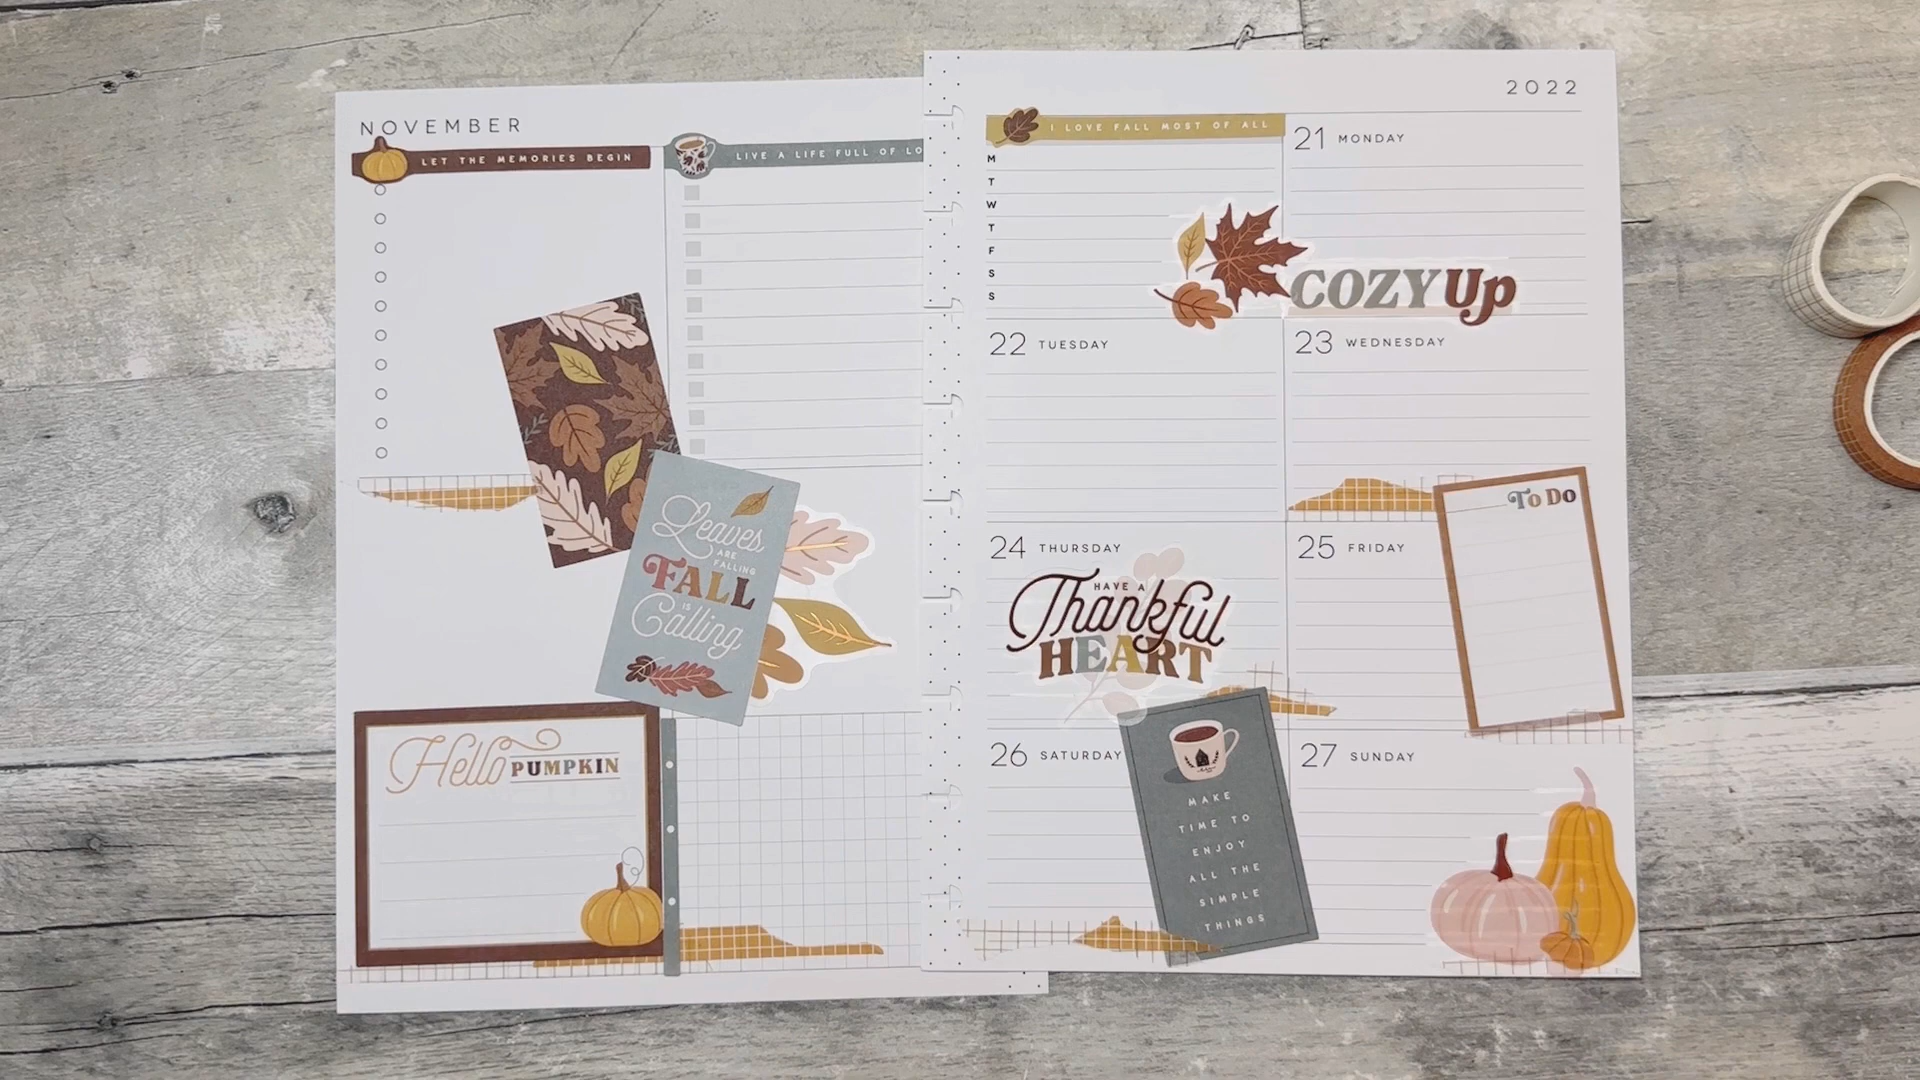 NOVEMBER
LET THE MEMORIES BEGIN
LIVE A LIFE FULL OF LO
Leaves
ARE
FALLING
FALL
IS
Calling
Hello PUMPKIN
2022
I LOVE FALL MOST OF ALL
M
T
W
T
F
S
S
21 MONDAY
COZY Up
22 TUESDAY
23 WEDNESDAY
24 THURSDAY
HAVE A
Thankful
HEART
25 FRIDAY
To Do
26 SATURDAY
MAKE
TIME TO
ENJOY
ALL THE
SIMPLE
THINGS
27 SUNDAY